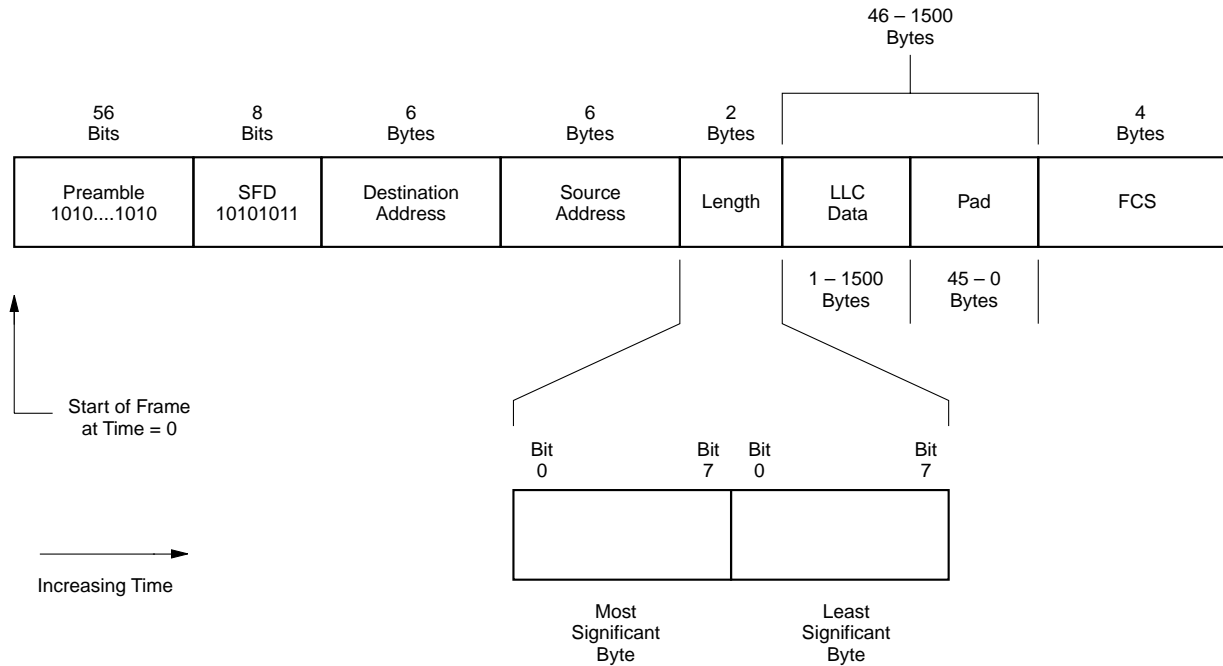 46 – 1500
Bytes
56
Bits
8
Bits
6
Bytes
6
Bytes
2
Bytes
4
Bytes
Preamble
1010....1010
SFD
10101011
Destination
Address
Source
Address
Length
LLC
Data
Pad
FCS
1 – 1500
Bytes
45 – 0
Bytes
Start of Frame
at Time = 0
Bit
0
Bit
7
Bit
0
Bit
7
Increasing Time
Most
Significant
Byte
Least
Significant
Byte